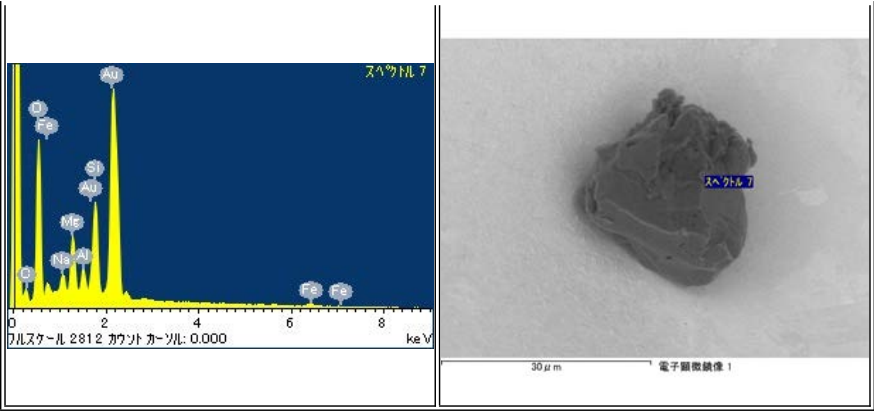 スペクトル 7
Au
O
Fe
Si
Au
Mg
Na
Al
C
Fe
Fe
0
2
4
6
8
フルスケール 2812 カウント カーソル: 0.000
keV
スペクトル 7
30μm
電子顕微鏡像 1